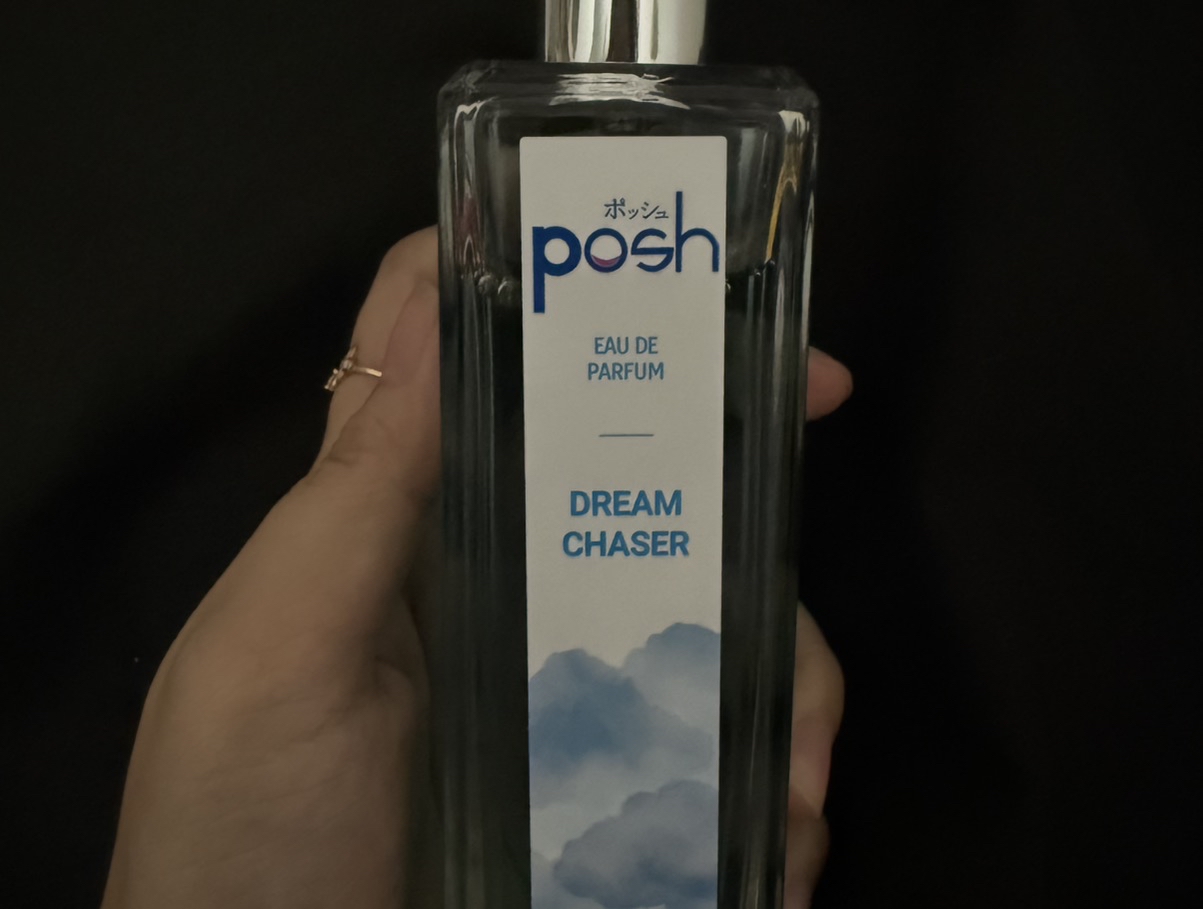 ポッシュ
posh
EAU DE
PARFUM
DREAM
CHASER